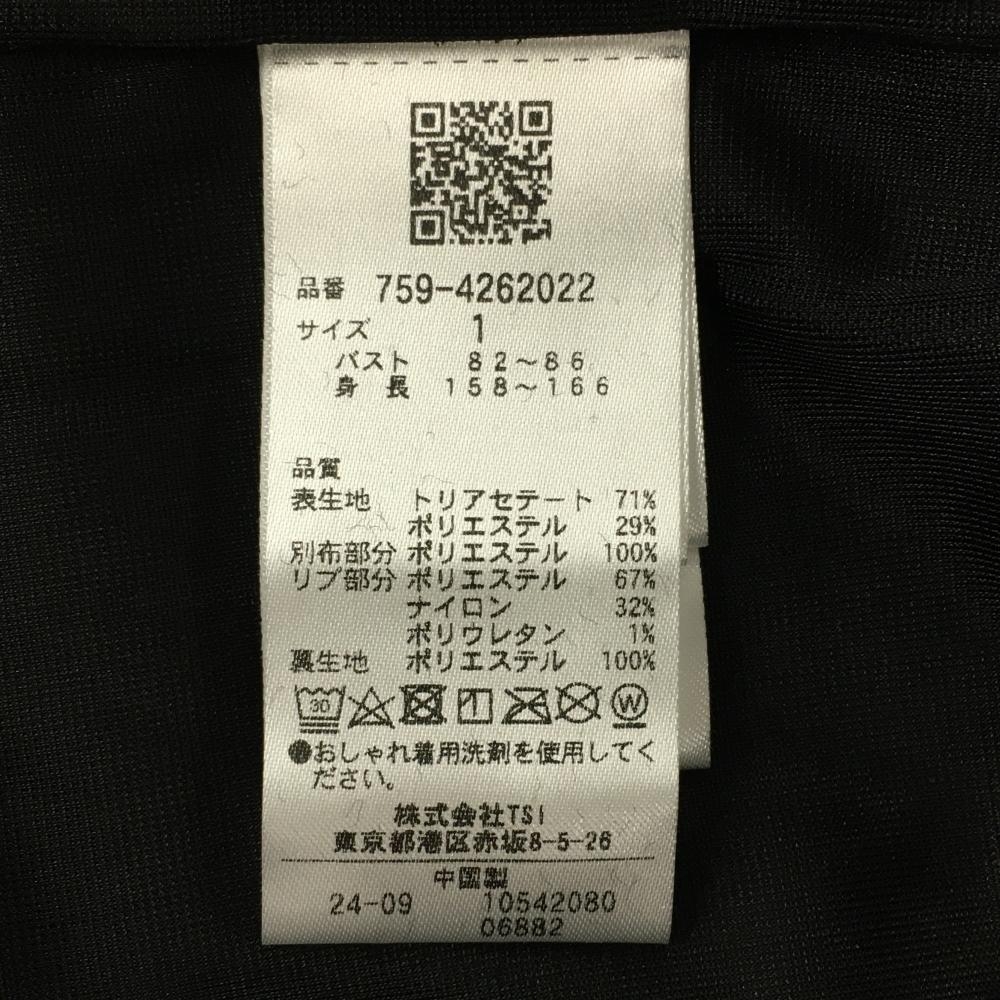 品番 759-4262022
サイズ 1
バスト 82～86
身長 158～166
品質
表生地 トリアセテート 71%
ポリエステル 29%
別布部分 ポリエステル 100%
リブ部分 ポリエステル 67%
ナイロン 32%
ポリウレタン 1%
裏生地 ポリエステル 100%
30 W
●おしゃれ着用洗剤を使用してく
ださい。
株式会社TSI
東京都港区赤坂8-5-26
中国製
24-09 10542080
06882